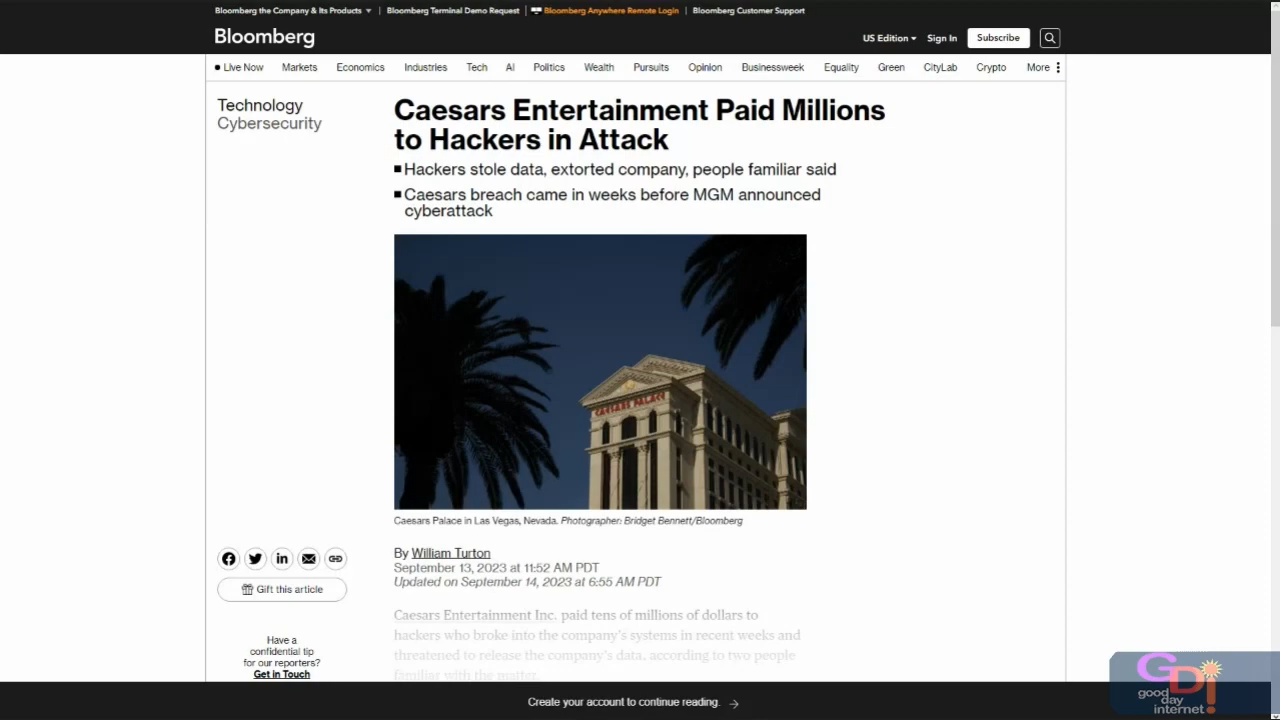 Bloomberg the Company & Its Products
Bloomberg Terminal Demo Request
Bloomberg Anywhere Remote Login
Bloomberg Customer Support
Bloomberg
US Edition
Sign In
Subscribe
Live Now
Markets
Economics
Industries
Tech
AI
Politics
Wealth
Pursuits
Opinion
Businessweek
Equality
Green
CityLab
Crypto
More
Technology
Cybersecurity
Caesars Entertainment Paid Millions
to Hackers in Attack
Hackers stole data, extorted company, people familiar said
Caesars breach came in weeks before MGM announced
cyberattack
CAESARS PALACE
Caesars Palace in Las Vegas, Nevada. Photographer: Bridget Bennett/Bloomberg
By William Turton
September 13, 2023 at 11:52 AM PDT
Updated on September 14, 2023 at 6:55 AM PDT
Gift this article
Have a
confidential tip
for our reporters?
Get in Touch
Caesars Entertainment Inc. paid tens of millions of dollars to
hackers who broke into the company's systems in recent weeks and
threatened to release the company's data, according to two people
familiar with the matter.
Create your account to continue reading.
GDI
good
day
internet